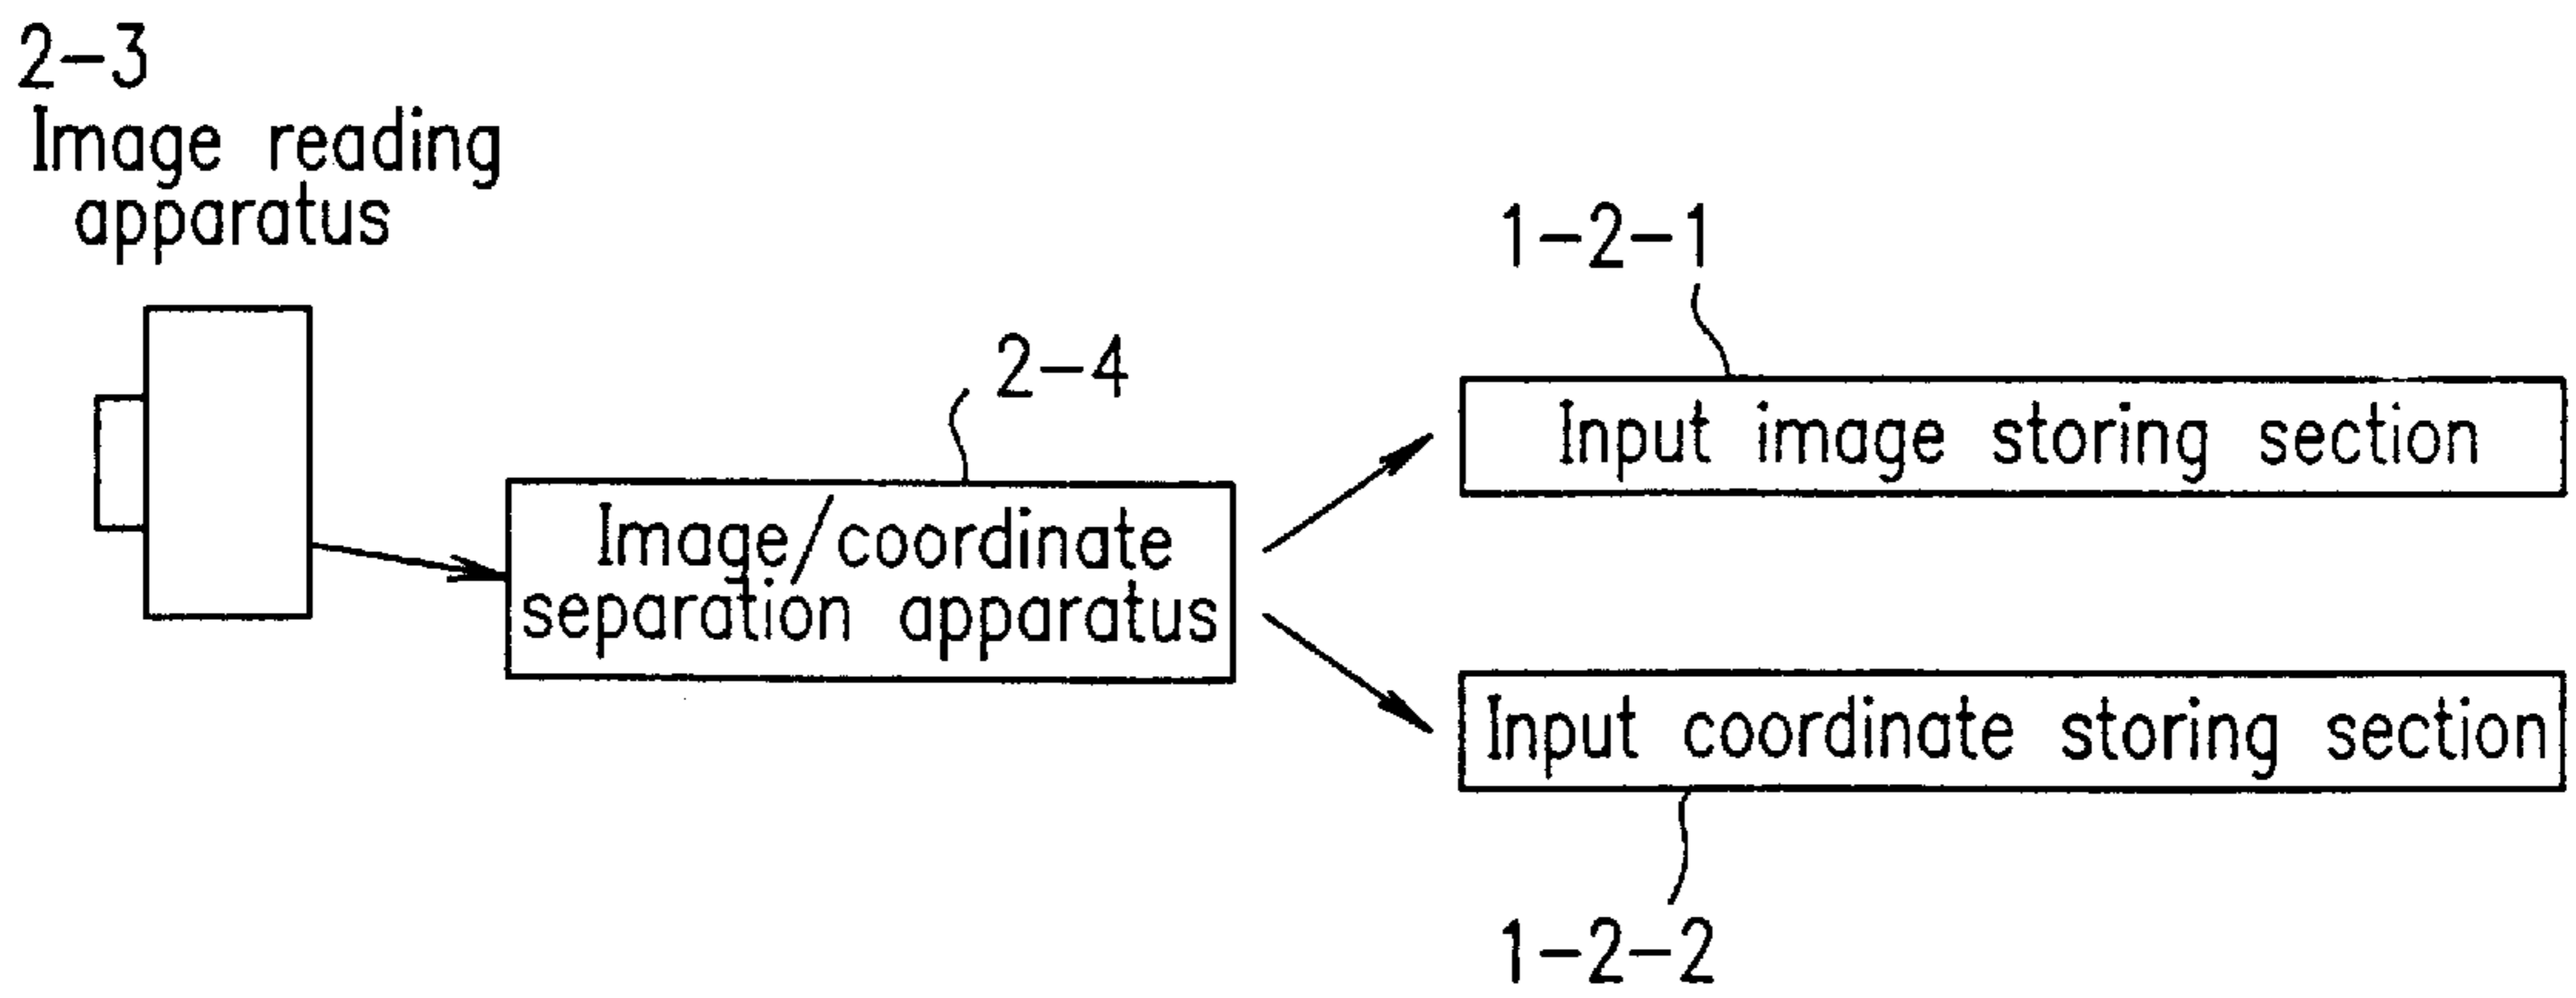 2-3
Image reading
apparatus
2-4
Image/coordinate
separation apparatus
1-2-1
Input image storing section
Input coordinate storing section
1-2-2